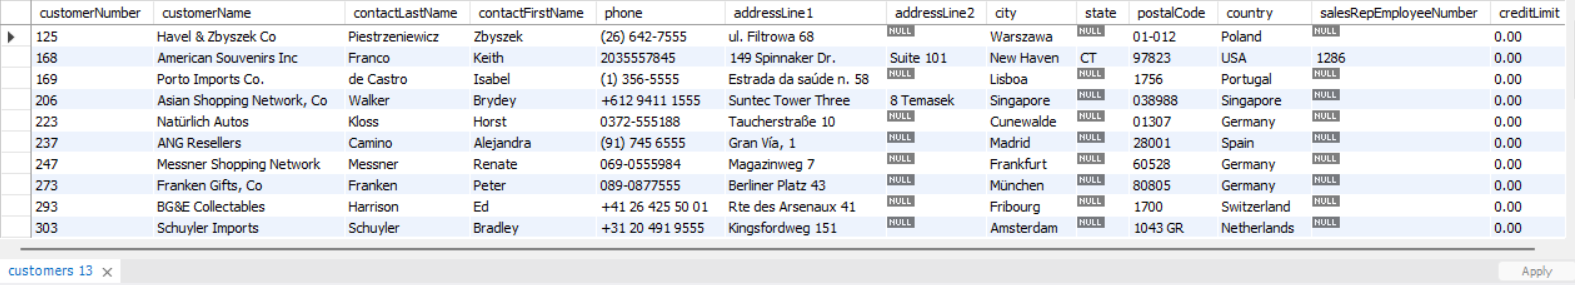 customerNumber customerName contactLastName contactFirstName phone addressLine1 addressLine2 city state postalCode country salesRepEmployeeNumber creditLimit
125 Havel & Zbyszek Co Piestrzeniewicz Zbyszek (26) 642-7555 ul. Filtrowa 68 NULL Warszawa NULL 01-012 Poland NULL 0.00
168 American Souvenirs Inc Franco Keith 2035557845 149 Spinnaker Dr. Suite 101 New Haven CT 97823 USA 1286 0.00
169 Porto Imports Co. de Castro Isabel (1) 356-5555 Estrada da saúde n. 58 NULL Lisboa NULL 1756 Portugal NULL 0.00
206 Asian Shopping Network, Co Walker Brydey +612 9411 1555 Suntec Tower Three 8 Temasek Singapore NULL 038988 Singapore NULL 0.00
223 Natürlich Autos Kloss Horst 0372-555188 Taucherstraße 10 NULL Cunewalde NULL 01307 Germany NULL 0.00
237 ANG Resellers Camino Alejandra (91) 745 6555 Gran Vía, 1 NULL Madrid NULL 28001 Spain NULL 0.00
247 Messner Shopping Network Messner Renate 069-0555984 Magazinweg 7 NULL Frankfurt NULL 60528 Germany NULL 0.00
273 Franken Gifts, Co Franken Peter 089-0877555 Berliner Platz 43 NULL München NULL 80805 Germany NULL 0.00
293 BG&E Collectables Harrison Ed +41 26 425 50 01 Rte des Arsenaux 41 NULL Fribourg NULL 1700 Switzerland NULL 0.00
303 Schuyler Imports Schuyler Bradley +31 20 491 9555 Kingsfordweg 151 NULL Amsterdam NULL 1043 GR Netherlands NULL 0.00
customers 13 Apply